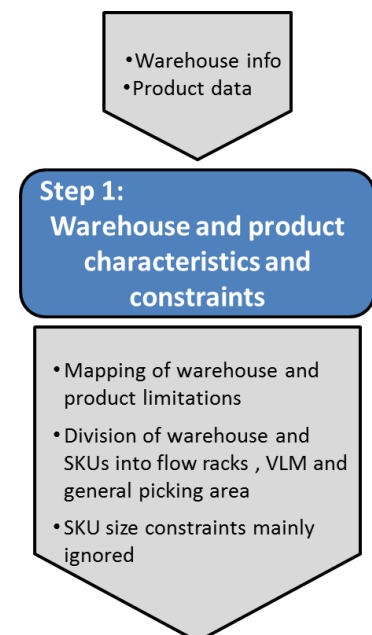 •Warehouse info
•Product data
Step 1:
Warehouse and product
characteristics and
constraints
•Mapping of warehouse and
product limitations
•Division of warehouse and
SKUs into flow racks , VLM and
general picking area
•SKU size constraints mainly
ignored